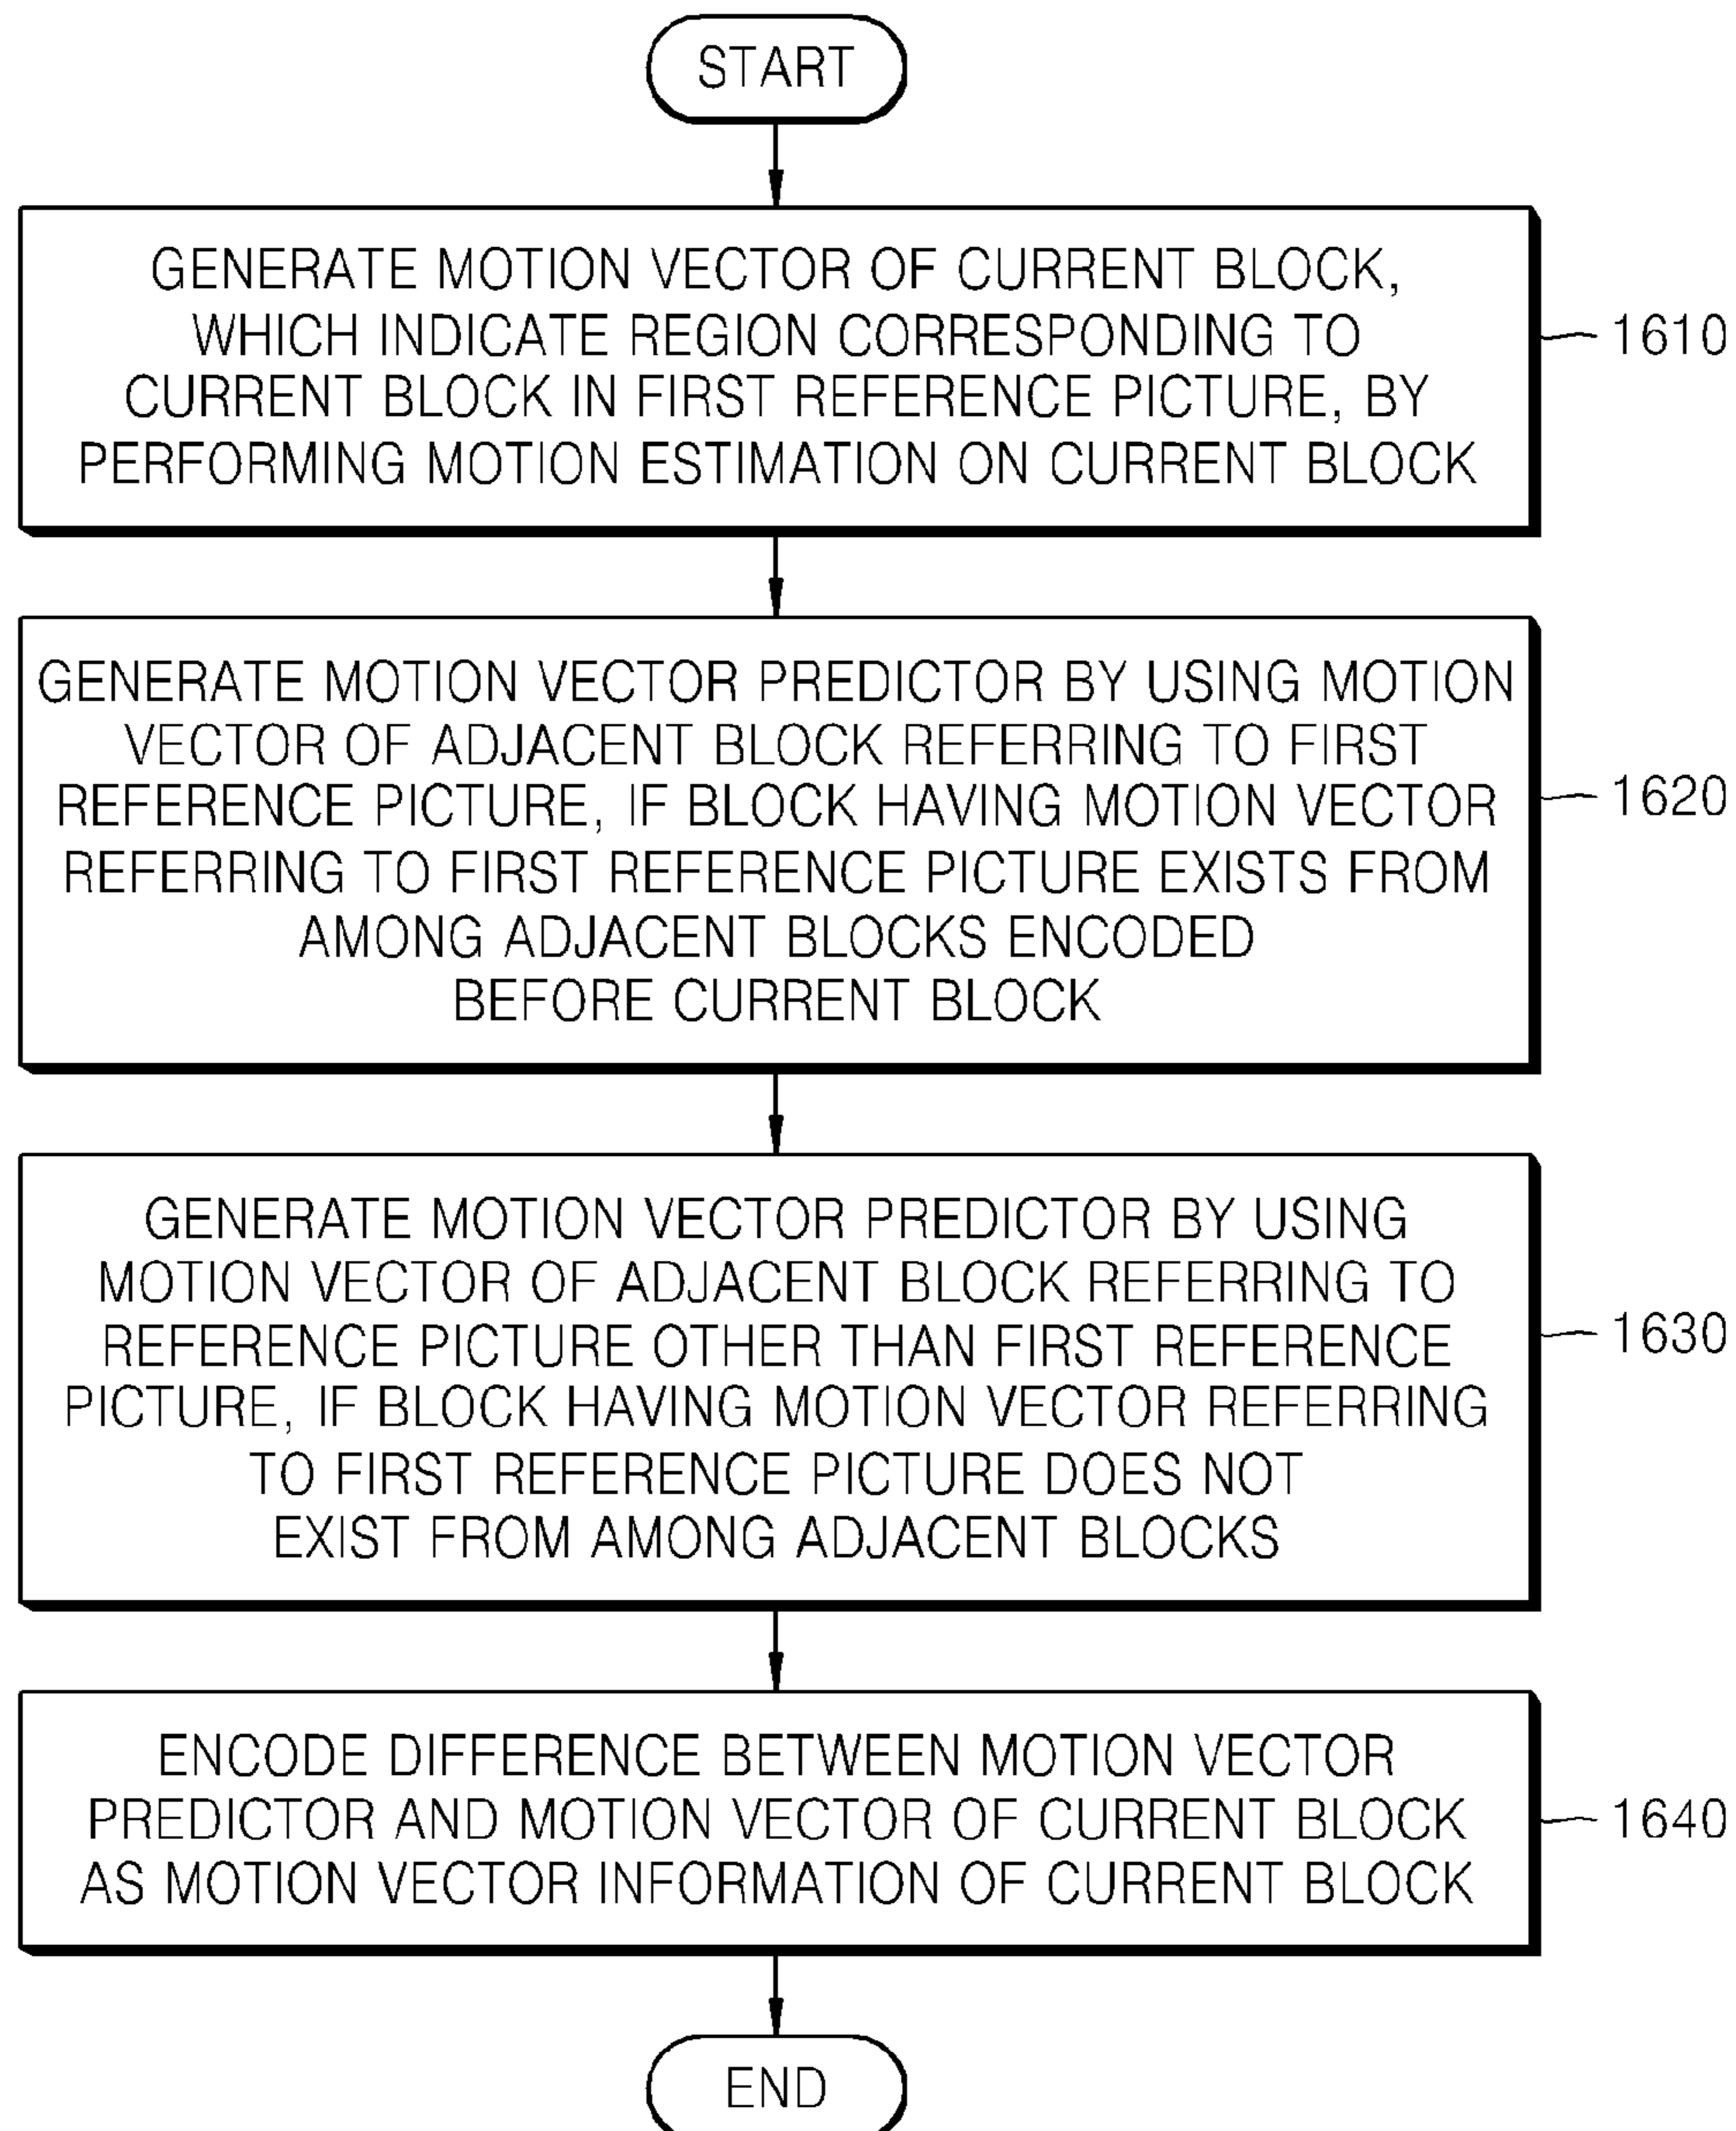 START
GENERATE MOTION VECTOR OF CURRENT BLOCK,
WHICH INDICATE REGION CORRESPONDING TO
CURRENT BLOCK IN FIRST REFERENCE PICTURE, BY
PERFORMING MOTION ESTIMATION ON CURRENT BLOCK
1610
GENERATE MOTION VECTOR PREDICTOR BY USING MOTION
VECTOR OF ADJACENT BLOCK REFERRING TO FIRST
REFERENCE PICTURE, IF BLOCK HAVING MOTION VECTOR
REFERRING TO FIRST REFERENCE PICTURE EXISTS FROM
AMONG ADJACENT BLOCKS ENCODED
BEFORE CURRENT BLOCK
1620
GENERATE MOTION VECTOR PREDICTOR BY USING
MOTION VECTOR OF ADJACENT BLOCK REFERRING TO
REFERENCE PICTURE OTHER THAN FIRST REFERENCE
PICTURE, IF BLOCK HAVING MOTION VECTOR REFERRING
TO FIRST REFERENCE PICTURE DOES NOT
EXIST FROM AMONG ADJACENT BLOCKS
1630
ENCODE DIFFERENCE BETWEEN MOTION VECTOR
PREDICTOR AND MOTION VECTOR OF CURRENT BLOCK
AS MOTION VECTOR INFORMATION OF CURRENT BLOCK
1640
END